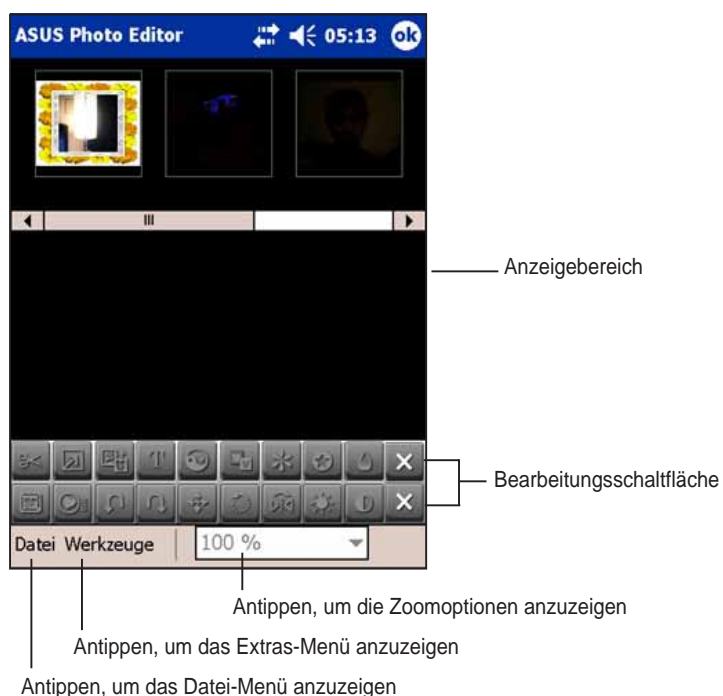 ASUS Photo Editor 05:13 ok
Anzeigebereich
Bearbeitungsschaltfläche
Datei Werkzeuge 100 %
Antippen, um die Zoomoptionen anzuzeigen
Antippen, um das Extras-Menü anzuzeigen
Antippen, um das Datei-Menü anzuzeigen